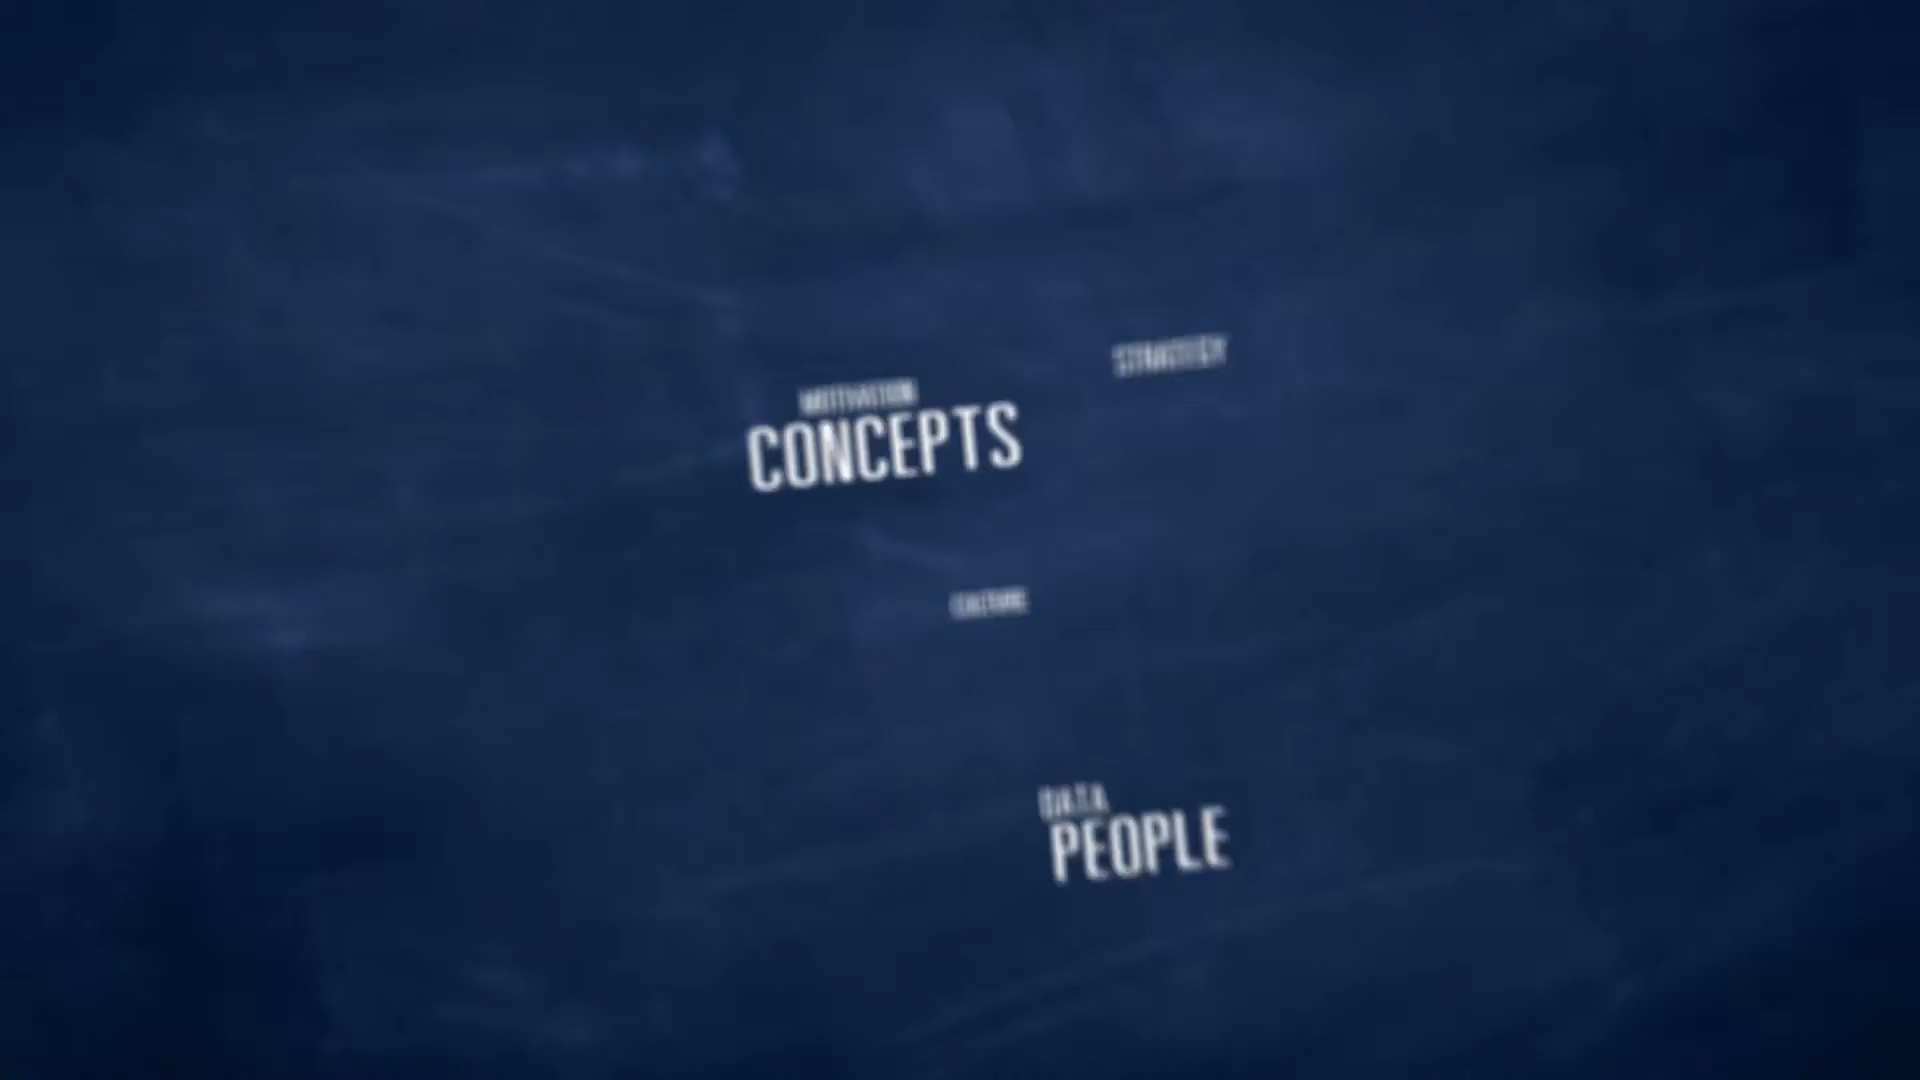 STRATEGY
MOTIVATION
CONCEPTS
CULTURE
DATA
PEOPLE